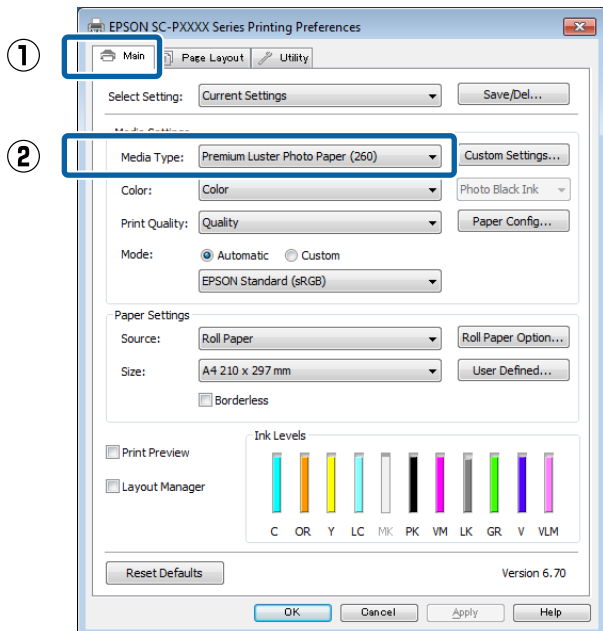 EPSON SC-PXXXX Series Printing Preferences
① Main Page Layout Utility
Select Setting: Current Settings Save/Del...
Media Settings
② Media Type: Premium Luster Photo Paper (260) Custom Settings...
Color: Color Photo Black Ink
Print Quality: Quality Paper Config...
Mode: Automatic Custom
EPSON Standard (sRGB)
Paper Settings
Source: Roll Paper Roll Paper Option...
Size: A4 210 x 297 mm User Defined...
Borderless
Ink Levels
Print Preview
Layout Manager
C OR Y LC MK PK VM LK GR V VLM
Reset Defaults Version 6.70
OK Cancel Apply Help